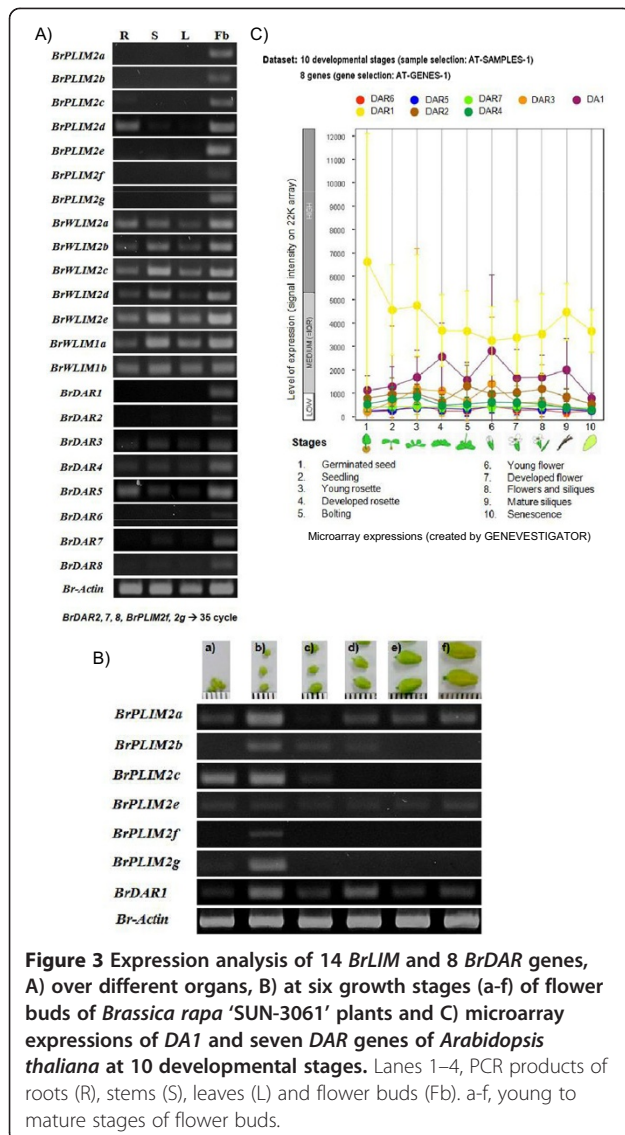 A)
R S L Fb
BrPLIM2a
BrPLIM2b
BrPLIM2c
BrPLIM2d
BrPLIM2e
BrPLIM2f
BrPLIM2g
BrWLIM2a
BrWLIM2b
BrWLIM2c
BrWLIM2d
BrWLIM2e
BrWLIM1a
BrWLIM1b
BrDAR1
BrDAR2
BrDAR3
BrDAR4
BrDAR5
BrDAR6
BrDAR7
BrDAR8
Br-Actin
BrDAR2, 7, 8, BrPLIM2f, 2g → 35 cycle
C)
Dataset: 10 developmental stages (sample selection: AT-SAMPLES-1)
8 genes (gene selection: AT-GENES-1)
DAR6 DAR5 DAR7 DAR3 DA1
DAR1 DAR2 DAR4
Level of expression (signal intensity on 22K array)
HIGH
MEDIUM (=IQR)
LOW
12000
11000
10000
9000
8000
7000
6000
5000
4000
3000
2000
1000
0
1 2 3 4 5 6 7 8 9 10
Stages
1. Germinated seed
2. Seedling
3. Young rosette
4. Developed rosette
5. Bolting
6. Young flower
7. Developed flower
8. Flowers and siliques
9. Mature siliques
10. Senescence
Microarray expressions (created by GENEVESTIGATOR)
B)
a) b) c) d) e) f)
BrPLIM2a
BrPLIM2b
BrPLIM2c
BrPLIM2e
BrPLIM2f
BrPLIM2g
BrDAR1
Br-Actin
Figure 3 Expression analysis of 14 BrLIM and 8 BrDAR genes,
A) over different organs, B) at six growth stages (a-f) of flower
buds of Brassica rapa ‘SUN-3061’ plants and C) microarray
expressions of DA1 and seven DAR genes of Arabidopsis
thaliana at 10 developmental stages. Lanes 1–4, PCR products of
roots (R), stems (S), leaves (L) and flower buds (Fb). a-f, young to
mature stages of flower buds.